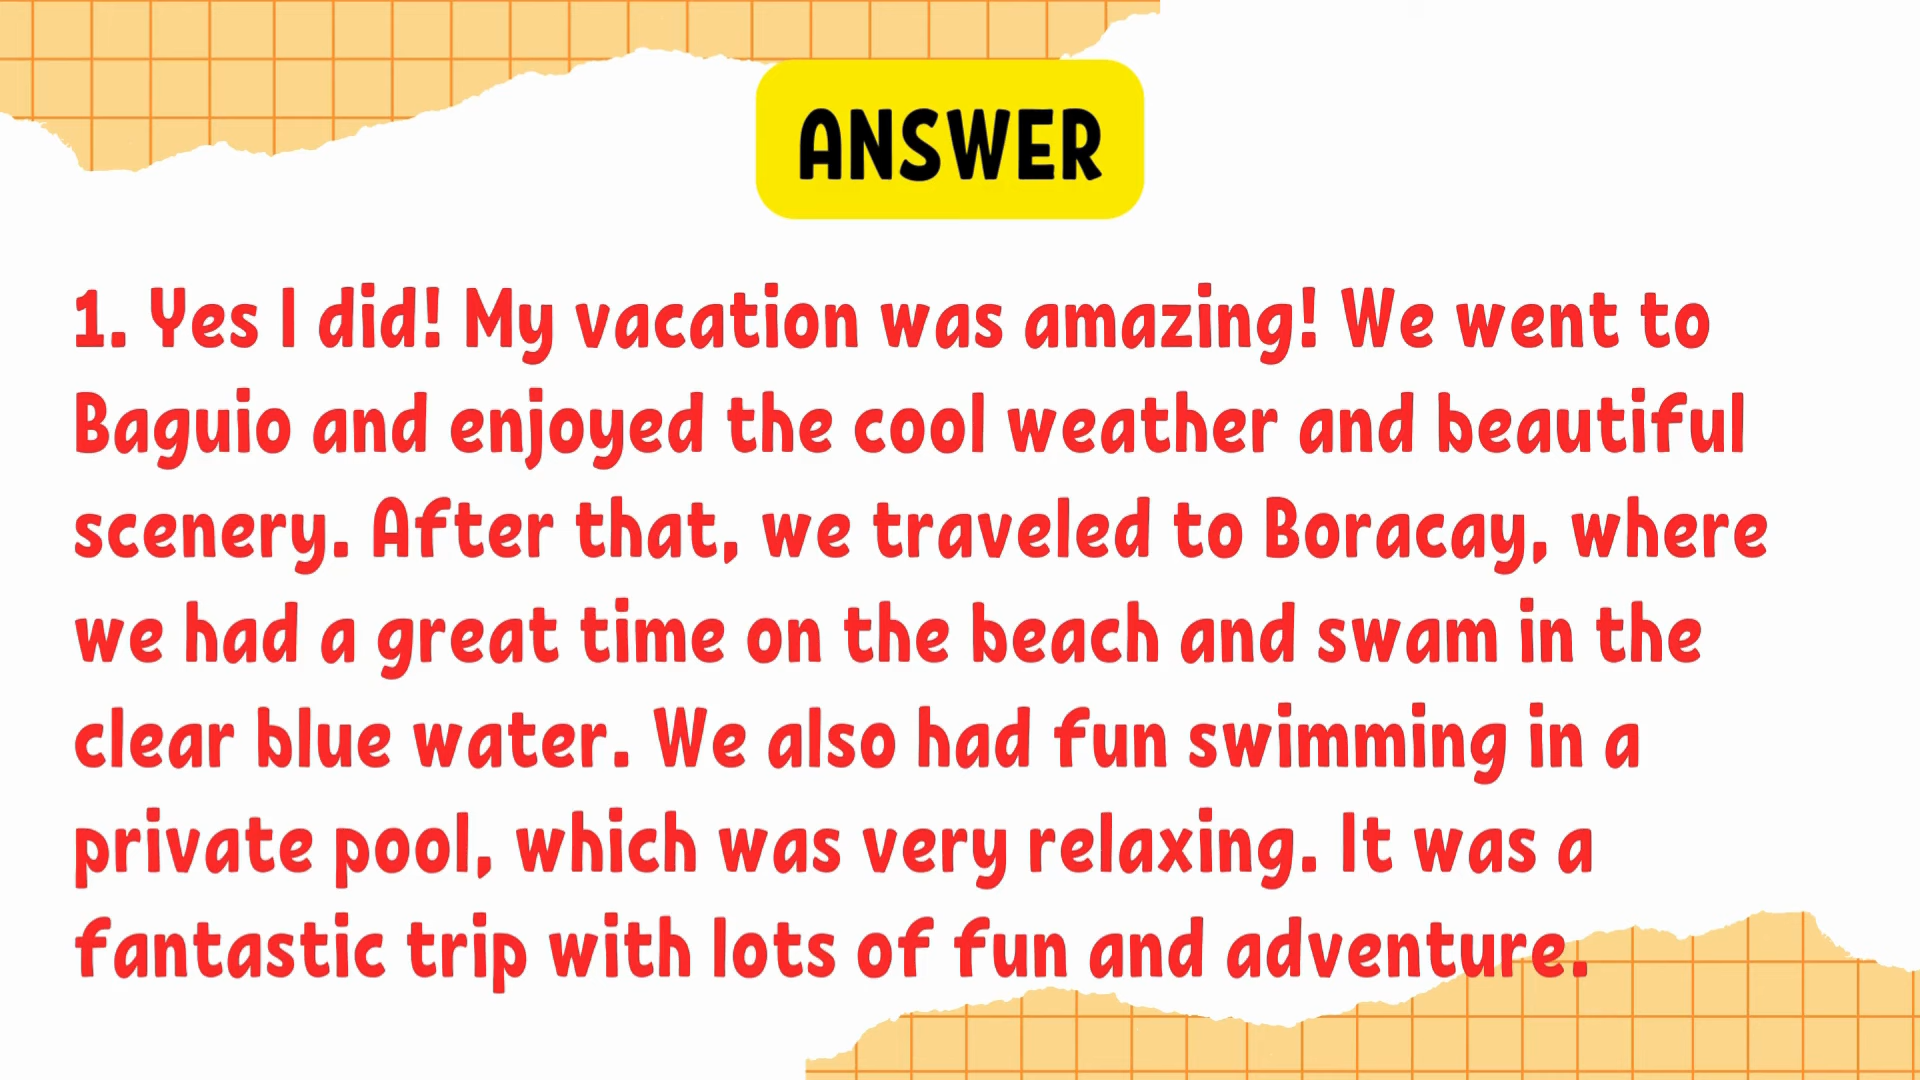 ANSWER
1. Yes I did! My vacation was amazing! We went to
Baguio and enjoyed the cool weather and beautiful
scenery. After that, we traveled to Boracay, where
we had a great time on the beach and swam in the
clear blue water. We also had fun swimming in a
private pool, which was very relaxing. It was a
fantastic trip with lots of fun and adventure.